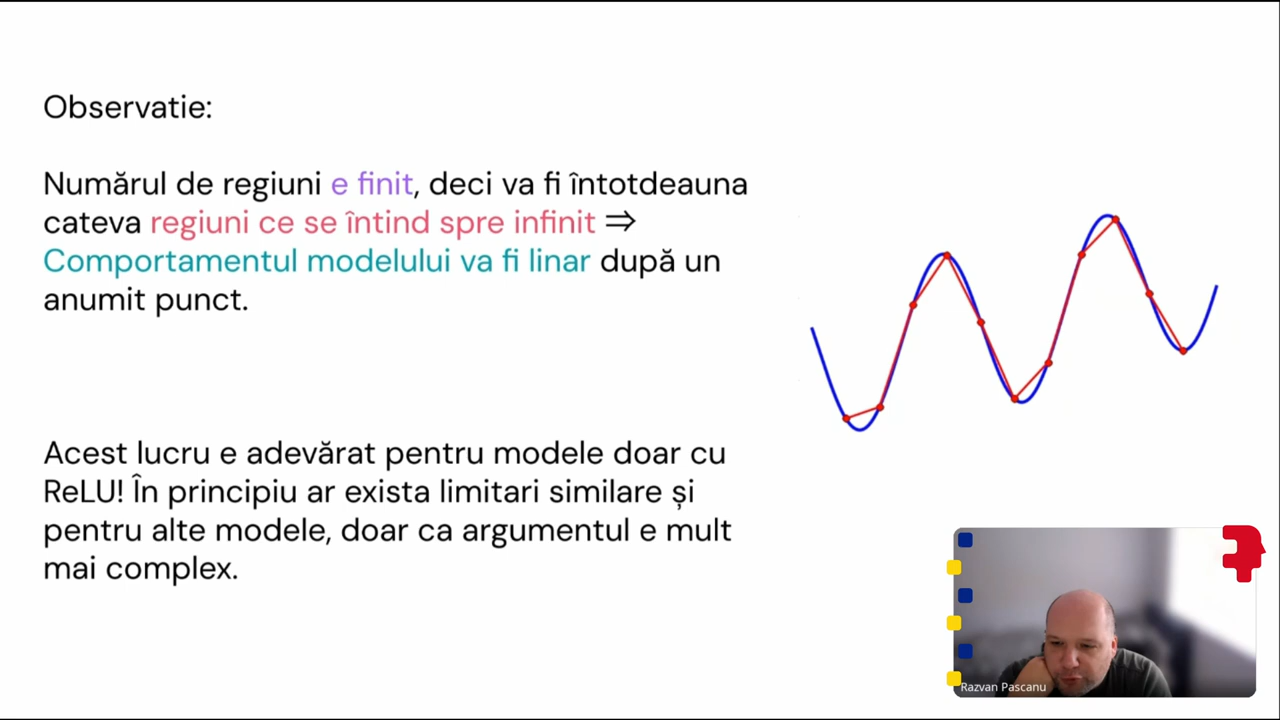 Observatie:
Numărul de regiuni e finit, deci va fi întotdeauna
cateva regiuni ce se întind spre infinit ⇒
Comportamentul modelului va fi linar după un
anumit punct.
Acest lucru e adevărat pentru modele doar cu
ReLU! În principiu ar exista limitari similare și
pentru alte modele, doar ca argumentul e mult
mai complex.
Razvan Pascanu